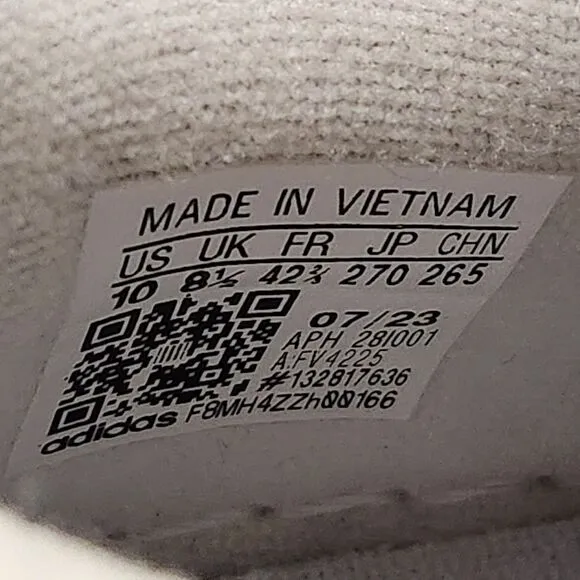 MADE IN VIETNAM
US UK FR JP CHN
10 8½ 42⅔ 270 265
07/23
APH 28I001
A.FV4225
#132817636
adidas F8MH4ZZh00166